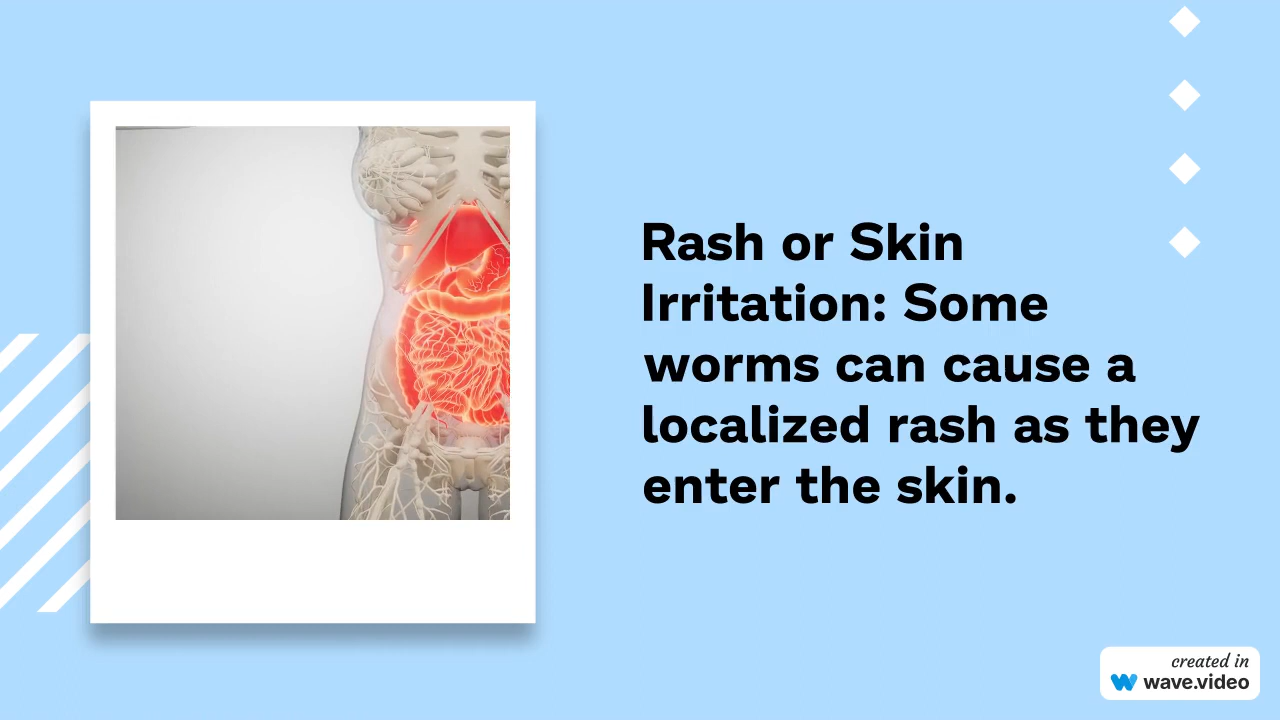 Rash or Skin
Irritation: Some
worms can cause a
localized rash as they
enter the skin.
created in
wave.video